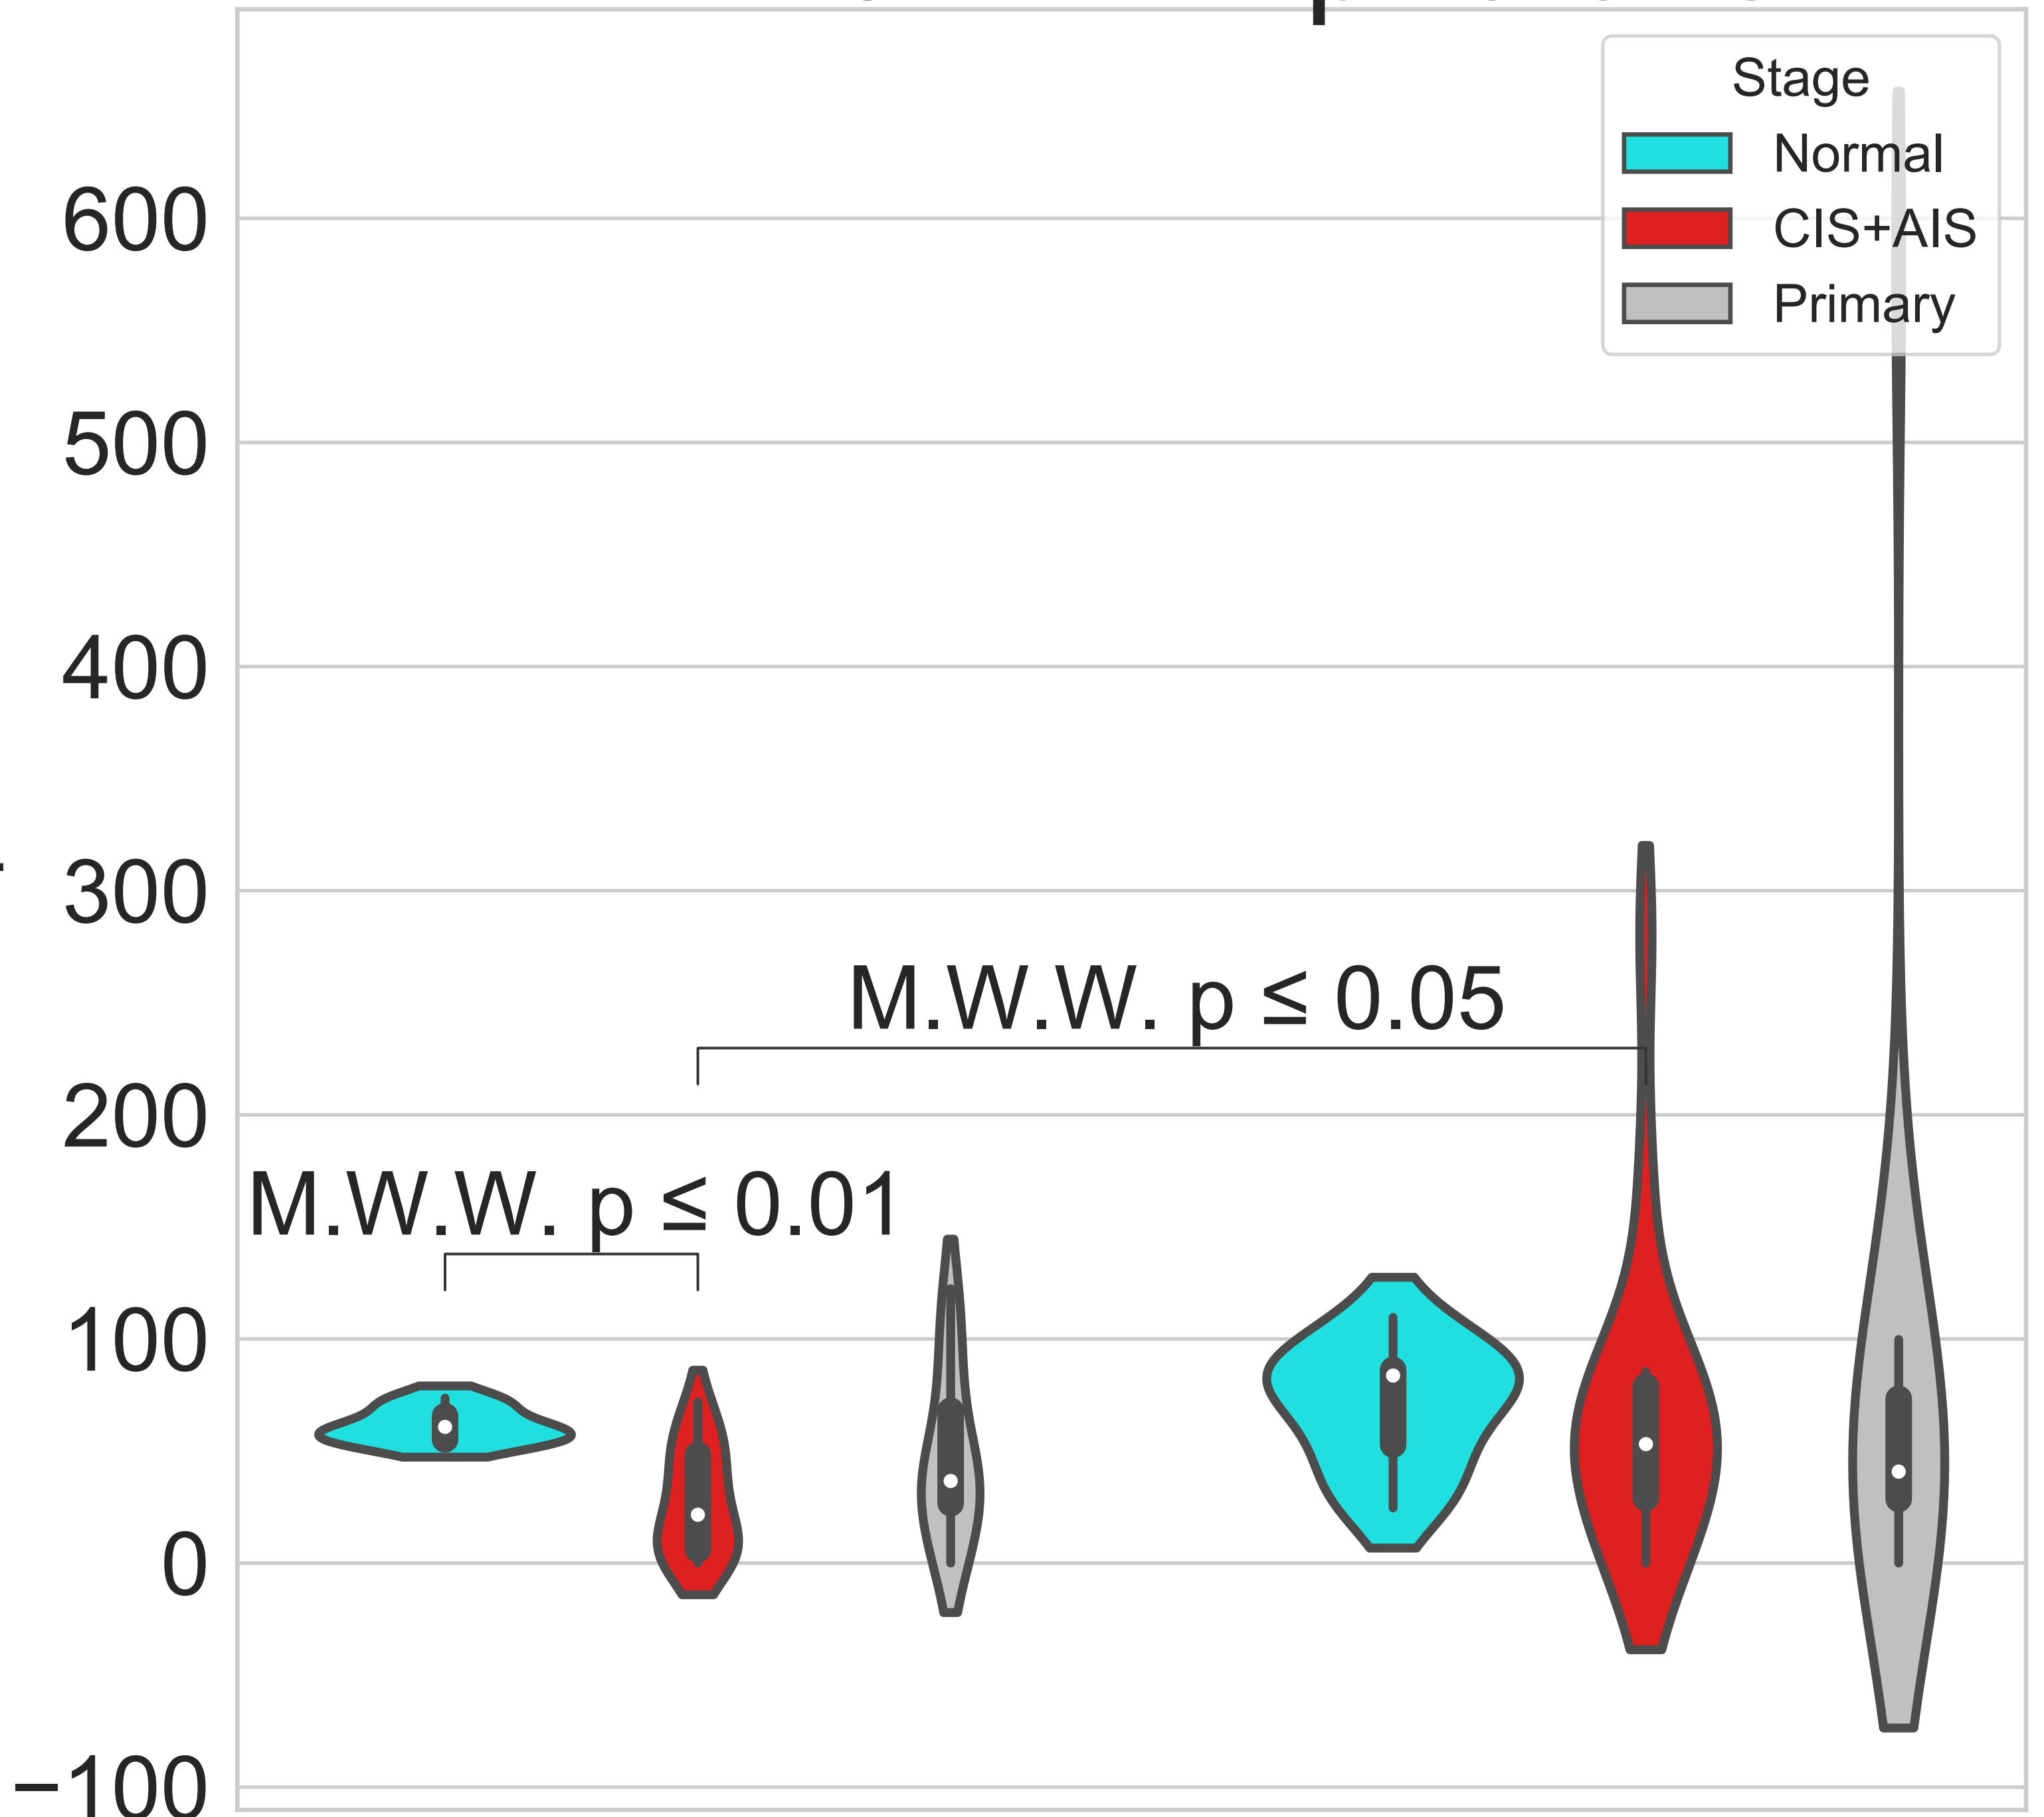 Stage
Normal
CIS+AIS
Primary
600
500
400
300
200
100
0
−100
M.W.W. p ≤ 0.05
M.W.W. p ≤ 0.01